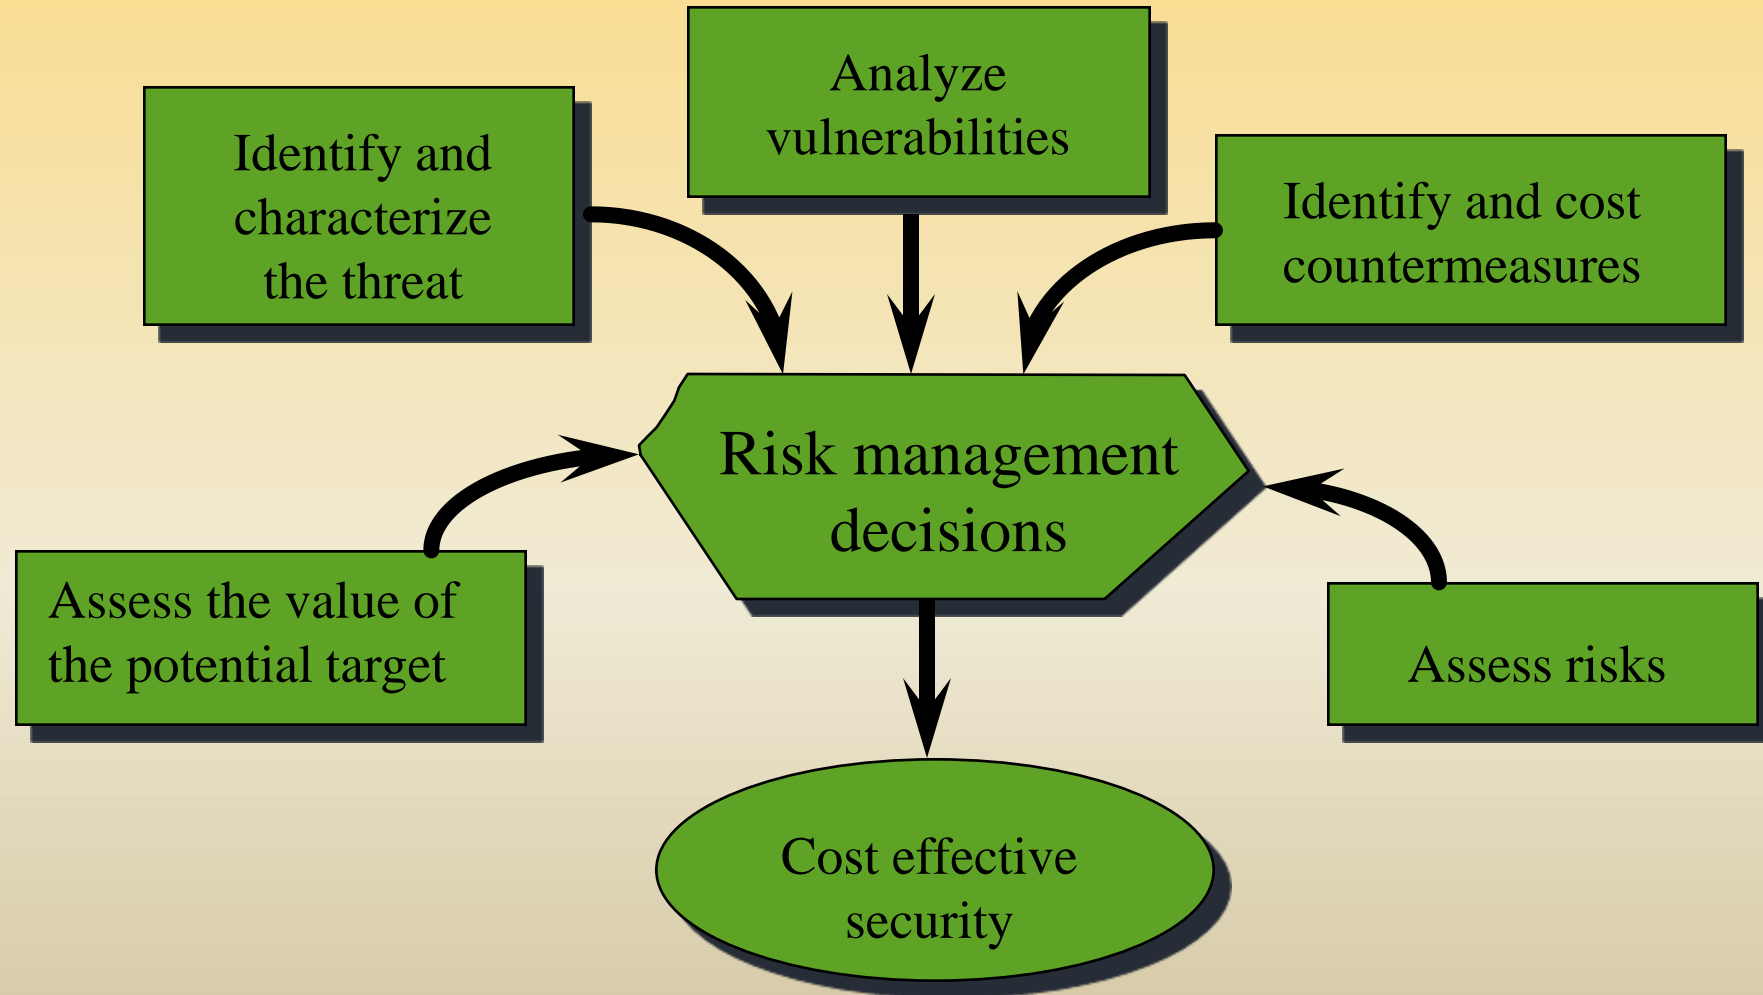 Analyze
vulnerabilities
Identify and
characterize
the threat
Identify and cost
countermeasures
Risk management
decisions
Assess the value of
the potential target
Assess risks
Cost effective
security